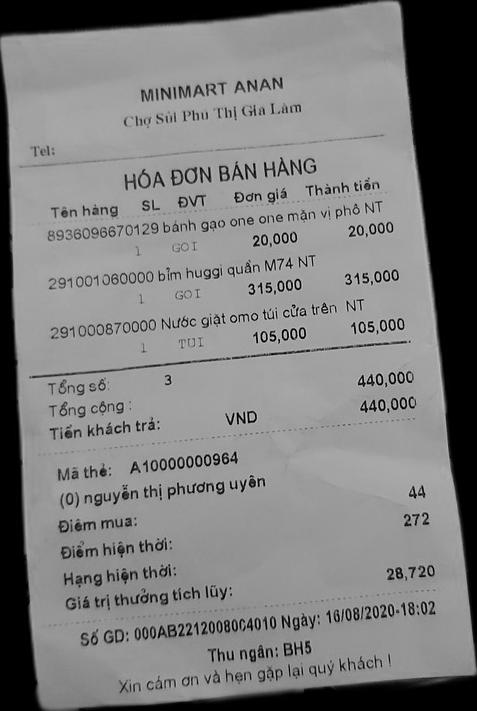 MINIMART ANAN
Chợ Sủi Phú Thị Gia Lâm
Tel:
HÓA ĐƠN BÁN HÀNG
Tên hàng SL ĐVT Đơn giá Thành tiền
8936096670129 bánh gạo one one mặn vị phô NT
1 GOI 20,000 20,000
291001060000 bỉm huggi quần M74 NT
1 GOI 315,000 315,000
291000870000 Nước giặt omo túi cửa trên NT
1 TUI 105,000 105,000
Tổng số: 3
Tổng cộng : 440,000
Tiền khách trả: VND 440,000
Mã thẻ: A10000000964
(0) nguyễn thị phương uyên
Điểm mua: 44
Điểm hiện thời: 272
Hạng hiện thời:
Giá trị thưởng tích lũy: 28,720
Số GD: 000AB2212008004010 Ngày: 16/08/2020-18:02
Thu ngân: BH5
Xin cảm ơn và hẹn gặp lại quý khách !